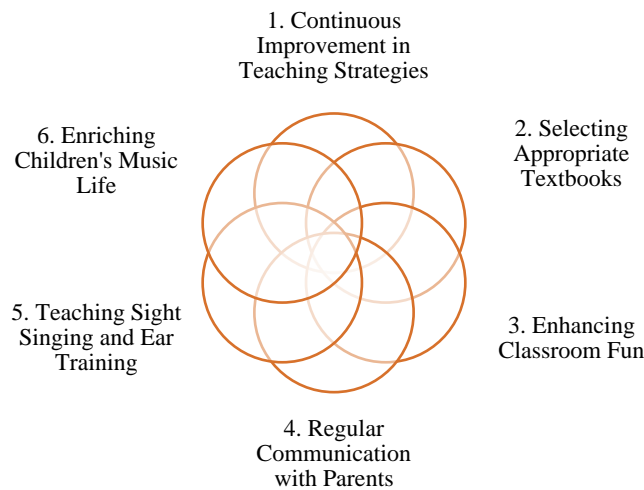 1. Continuous
Improvement in
Teaching Strategies
2. Selecting
Appropriate
Textbooks
3. Enhancing
Classroom Fun
4. Regular
Communication
with Parents
5. Teaching Sight
Singing and Ear
Training
6. Enriching
Children's Music
Life